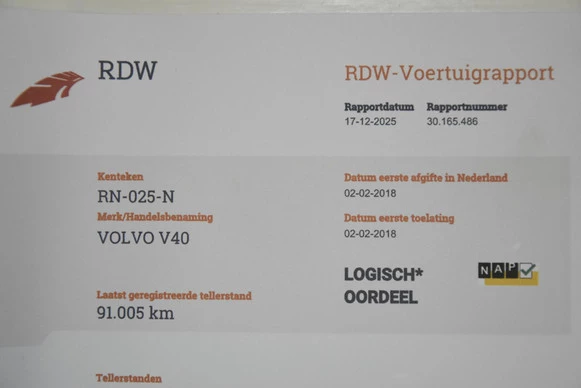 RDW
RDW-Voertuigrapport
Rapportdatum Rapportnummer
17-12-2025 30.165.486
Kenteken
RN-025-N
Merk/Handelsbenaming
VOLVO V40
Datum eerste afgifte in Nederland
02-02-2018
Datum eerste toelating
02-02-2018
LOGISCH*
OORDEEL
NAP
Laatst geregistreerde tellerstand
91.005 km
Tellerstanden